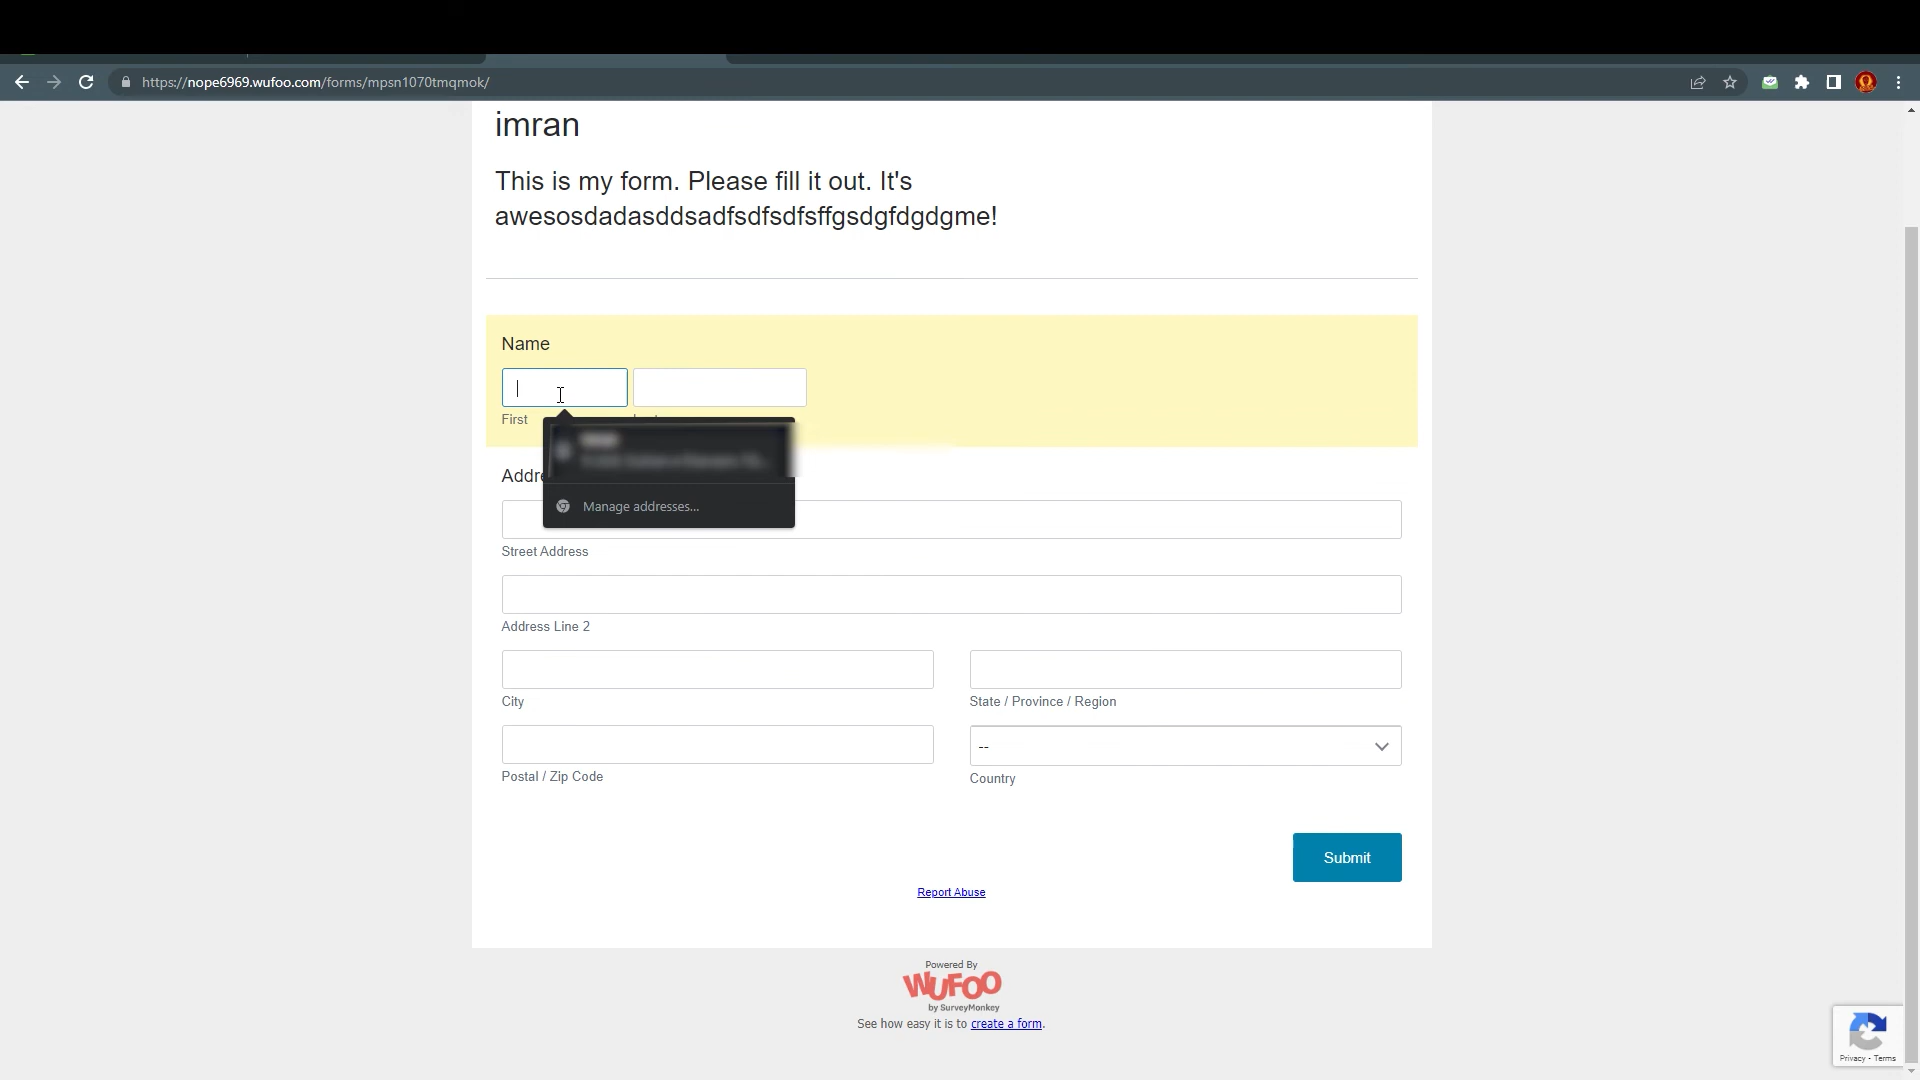 https://nope6969.wufoo.com/forms/mpsn1070tmqmok/
imran
This is my form. Please fill it out. It's
awesosdadasddsadfsdfsdfsffgsdgfdgdgme!
Name
First
Addre
Manage addresses...
Street Address
Address Line 2
City
State / Province / Region
Postal / Zip Code
--
Country
Submit
Report Abuse
Powered By
WUFOO
by SurveyMonkey
See how easy it is to create a form.
Privacy - Terms